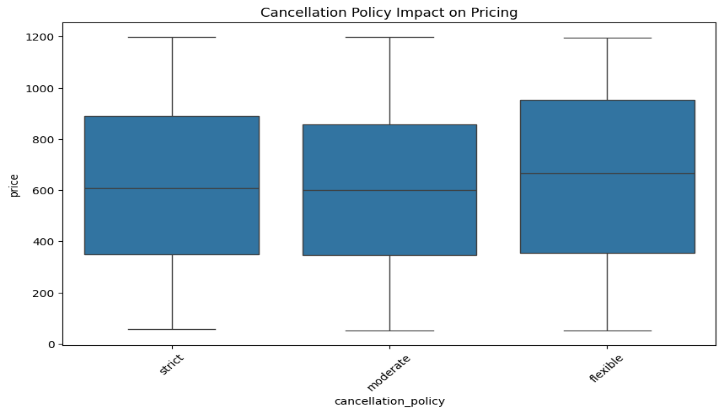 Cancellation Policy Impact on Pricing
1200
1000
800
600
400
200
0
price
strict
moderate
flexible
cancellation_policy